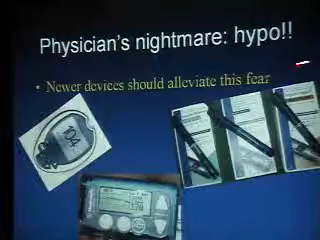 Physician's nightmare: hypo!!
• Newer devices should alleviate this fear
104